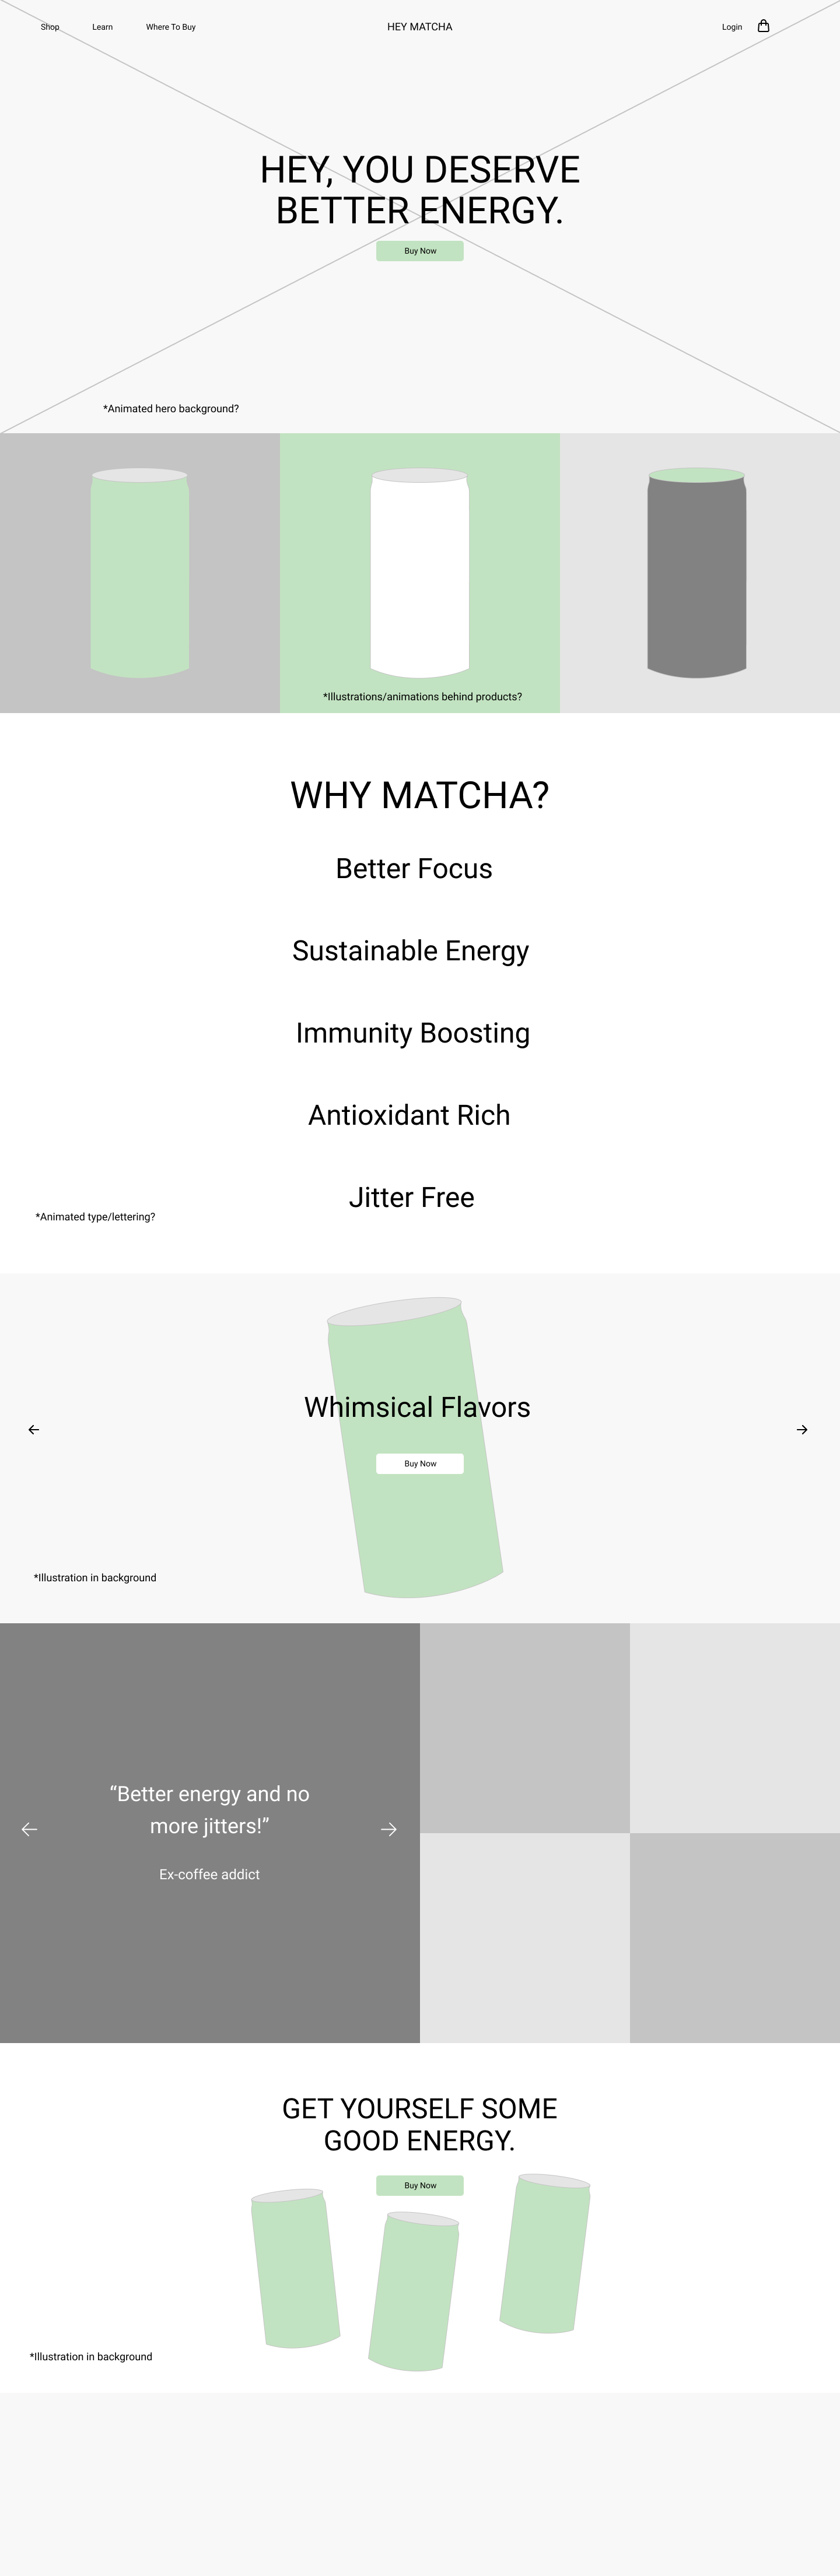 Shop Learn Where To Buy HEY MATCHA Login
HEY, YOU DESERVE
BETTER ENERGY.
Buy Now
*Animated hero background?
*Illustrations/animations behind products?
WHY MATCHA?
Better Focus
Sustainable Energy
Immunity Boosting
Antioxidant Rich
Jitter Free
*Animated type/lettering?
Whimsical Flavors
Buy Now
*Illustration in background
“Better energy and no
more jitters!”
Ex-coffee addict
GET YOURSELF SOME
GOOD ENERGY.
Buy Now
*Illustration in background